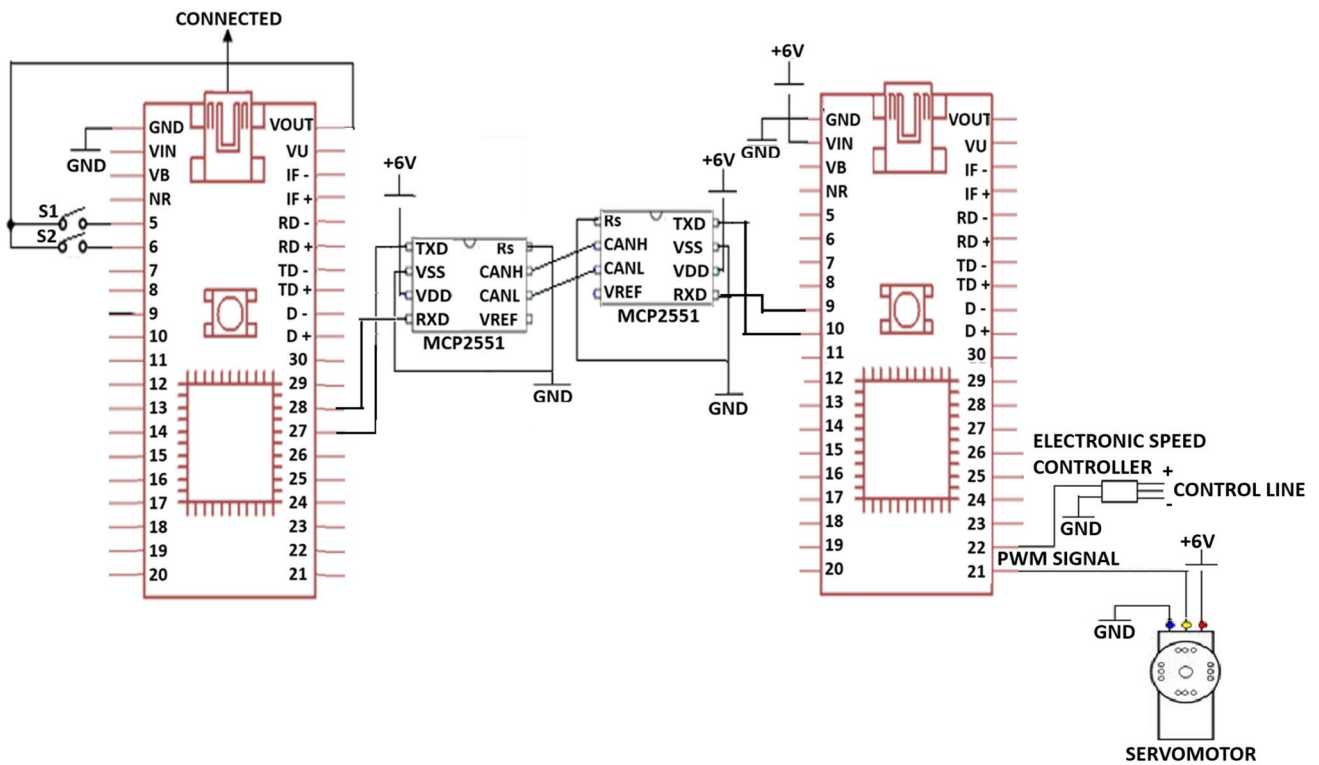 CONNECTED
GND
VIN
VB
NR
5
6
7
8
9
10
11
12
13
14
15
16
17
18
19
20
VOUT
VU
IF -
IF +
RD -
RD +
TD -
TD +
D -
D +
30
29
28
27
26
25
24
23
22
21
GND
S1
S2
+6V
TXD
VSS
VDD
RXD
Rs
CANH
CANL
VREF
MCP2551
GND
+6V
Rs
CANH
CANL
VREF
TXD
VSS
VDD
RXD
MCP2551
GND
+6V
GND
GND
VIN
VB
NR
5
6
7
8
9
10
11
12
13
14
15
16
17
18
19
20
VOUT
VU
IF -
IF +
RD -
RD +
TD -
TD +
D -
D +
30
29
28
27
26
25
24
23
22
21
ELECTRONIC SPEED
CONTROLLER
+
CONTROL LINE
-
GND
PWM SIGNAL
+6V
GND
SERVOMOTOR